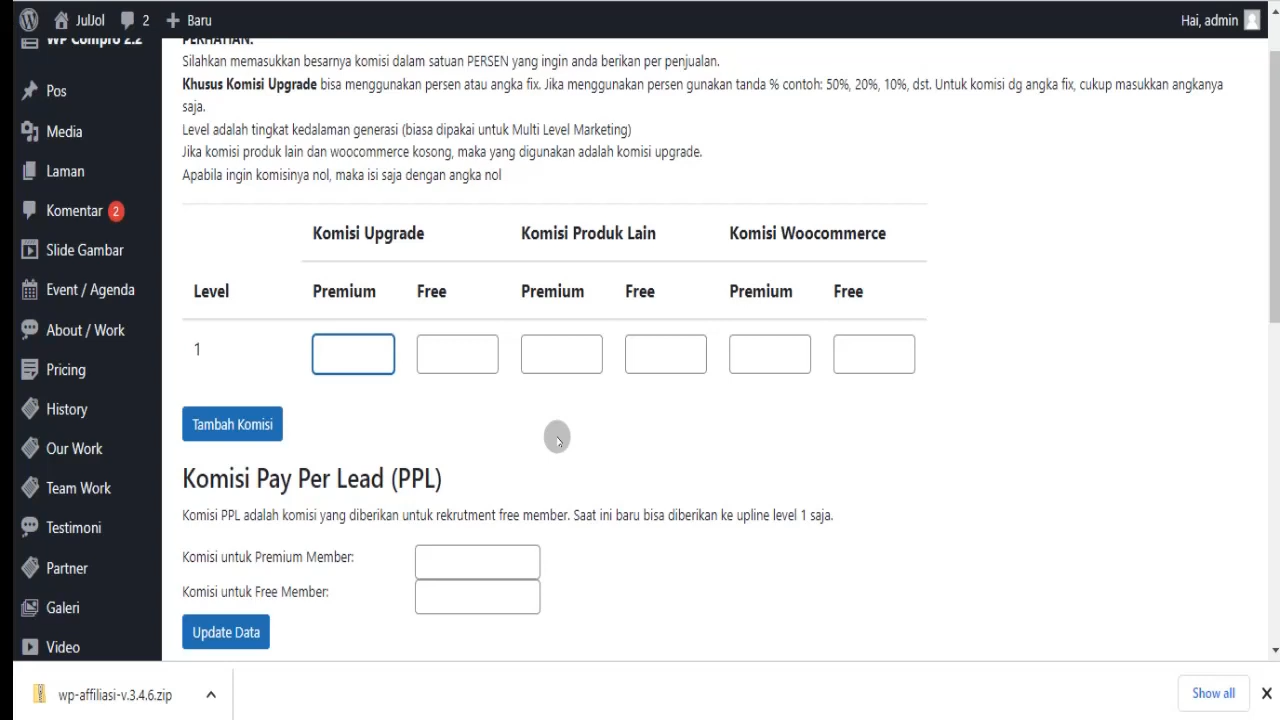 JulJol 2 Baru Hai, admin
WP Compro 2.2
Pos
Media
Laman
Komentar 2
Slide Gambar
Event / Agenda
About / Work
Pricing
History
Our Work
Team Work
Testimoni
Partner
Galeri
Video
PERHATIAN:
Silahkan memasukkan besarnya komisi dalam satuan PERSEN yang ingin anda berikan per penjualan.
Khusus Komisi Upgrade bisa menggunakan persen atau angka fix. Jika menggunakan persen gunakan tanda % contoh: 50%, 20%, 10%, dst. Untuk komisi dg angka fix, cukup masukkan angkanya
saja.
Level adalah tingkat kedalaman generasi (biasa dipakai untuk Multi Level Marketing)
Jika komisi produk lain dan woocommerce kosong, maka yang digunakan adalah komisi upgrade.
Apabila ingin komisinya nol, maka isi saja dengan angka nol
Komisi Upgrade Komisi Produk Lain Komisi Woocommerce
Level Premium Free Premium Free Premium Free
1
Tambah Komisi
Komisi Pay Per Lead (PPL)
Komisi PPL adalah komisi yang diberikan untuk rekrutment free member. Saat ini baru bisa diberikan ke upline level 1 saja.
Komisi untuk Premium Member:
Komisi untuk Free Member:
Update Data
wp-affiliasi-v.3.4.6.zip
Show all